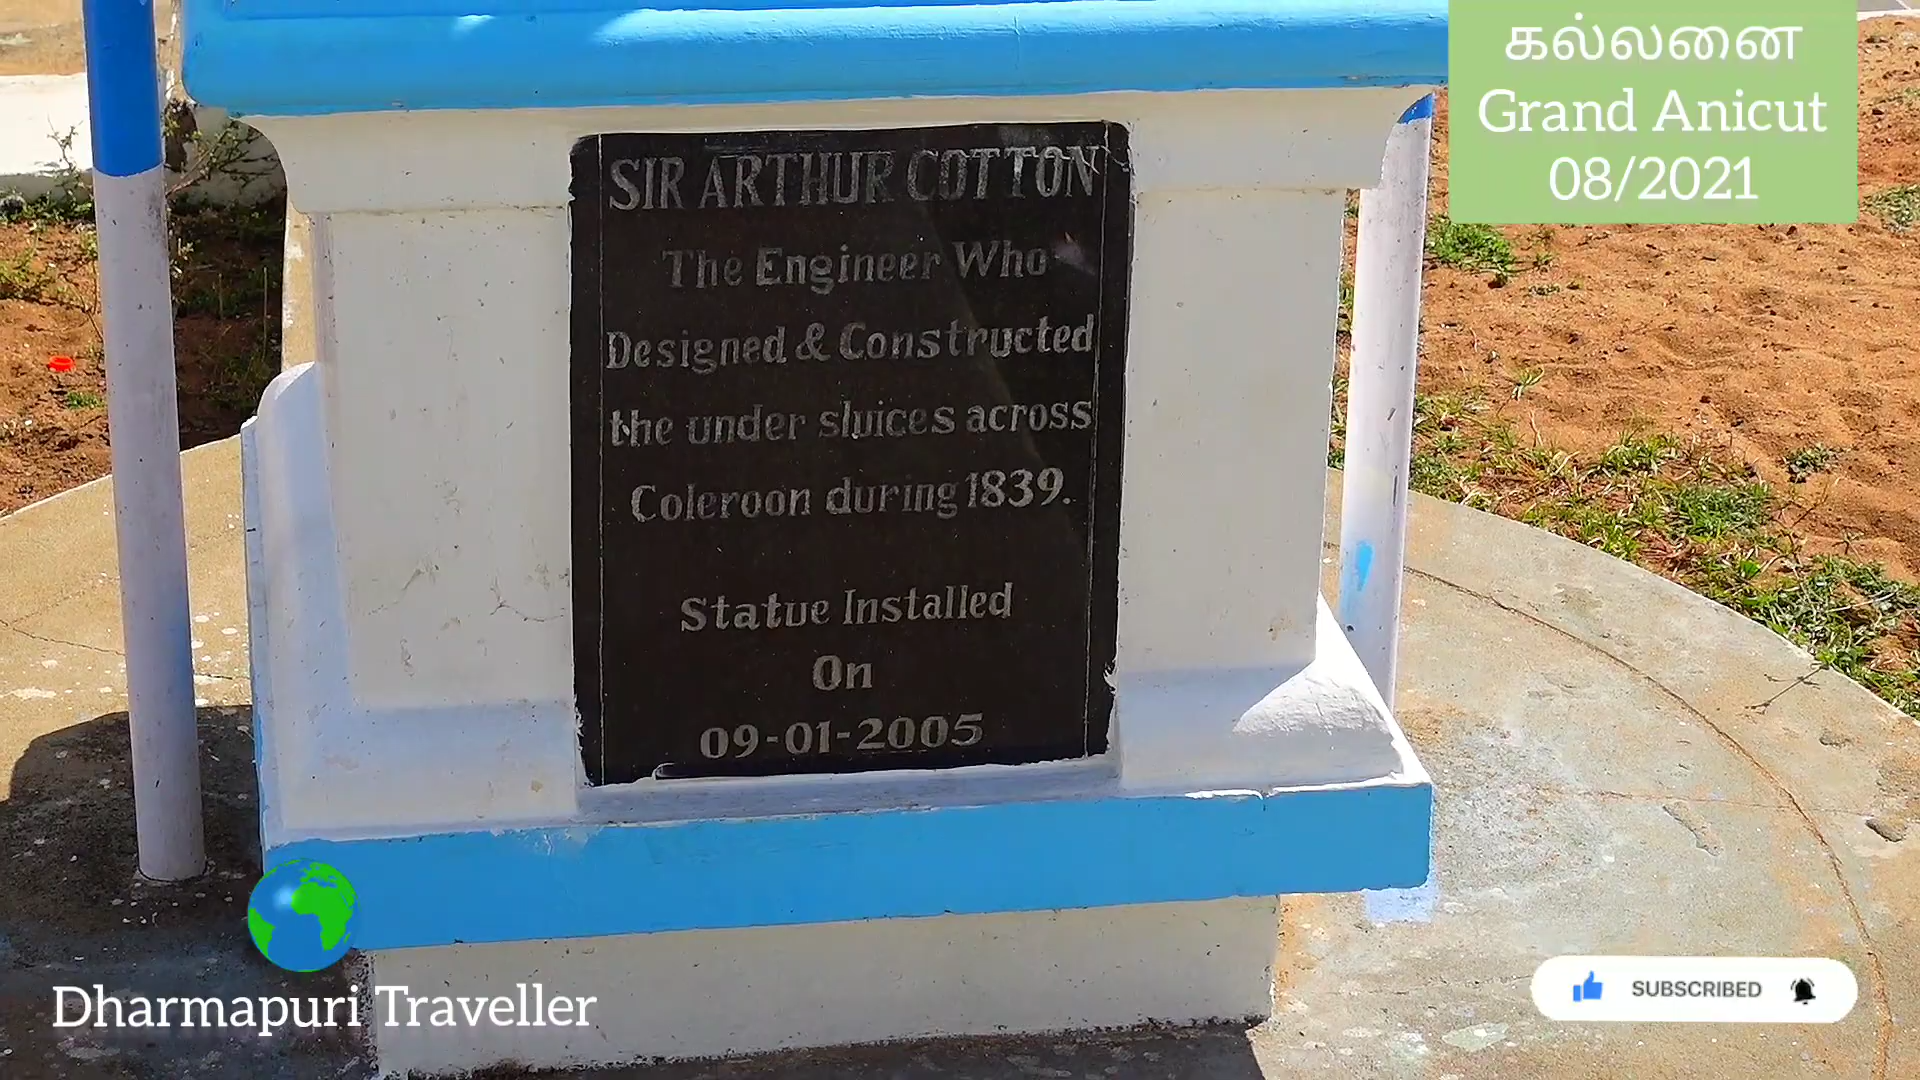 கல்லணை
Grand Anicut
08/2021
SIR ARTHUR COTTON
The Engineer Who
Designed & Constructed
the under sluices across
Coleroon during 1839.
Statue Installed
On
09-01-2005
Dharmapuri Traveller
SUBSCRIBED